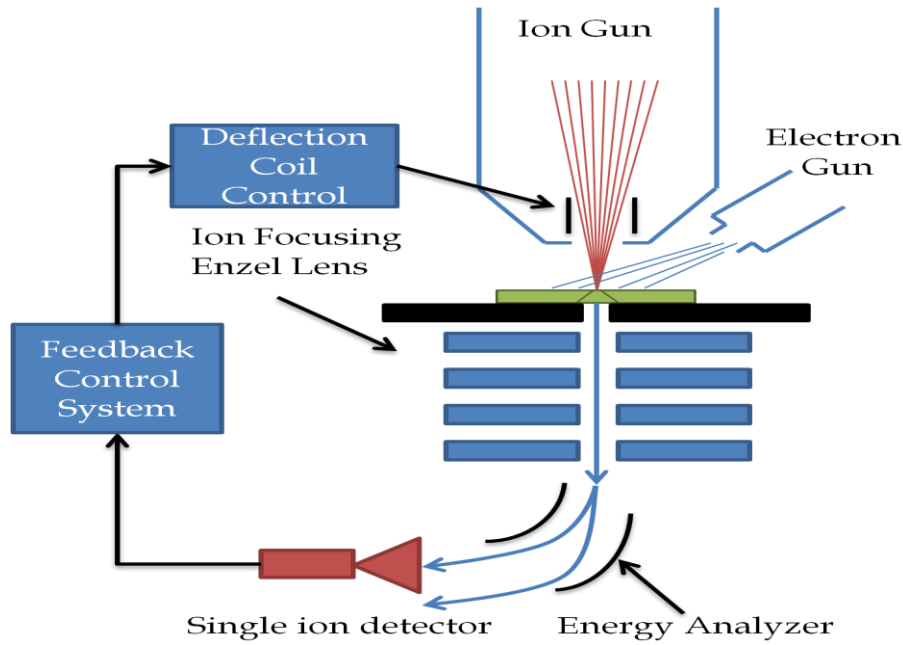 Ion Gun
Deflection
Coil
Control
Electron
Gun
Ion Focusing
Enzel Lens
Feedback
Control
System
Single ion detector
Energy Analyzer